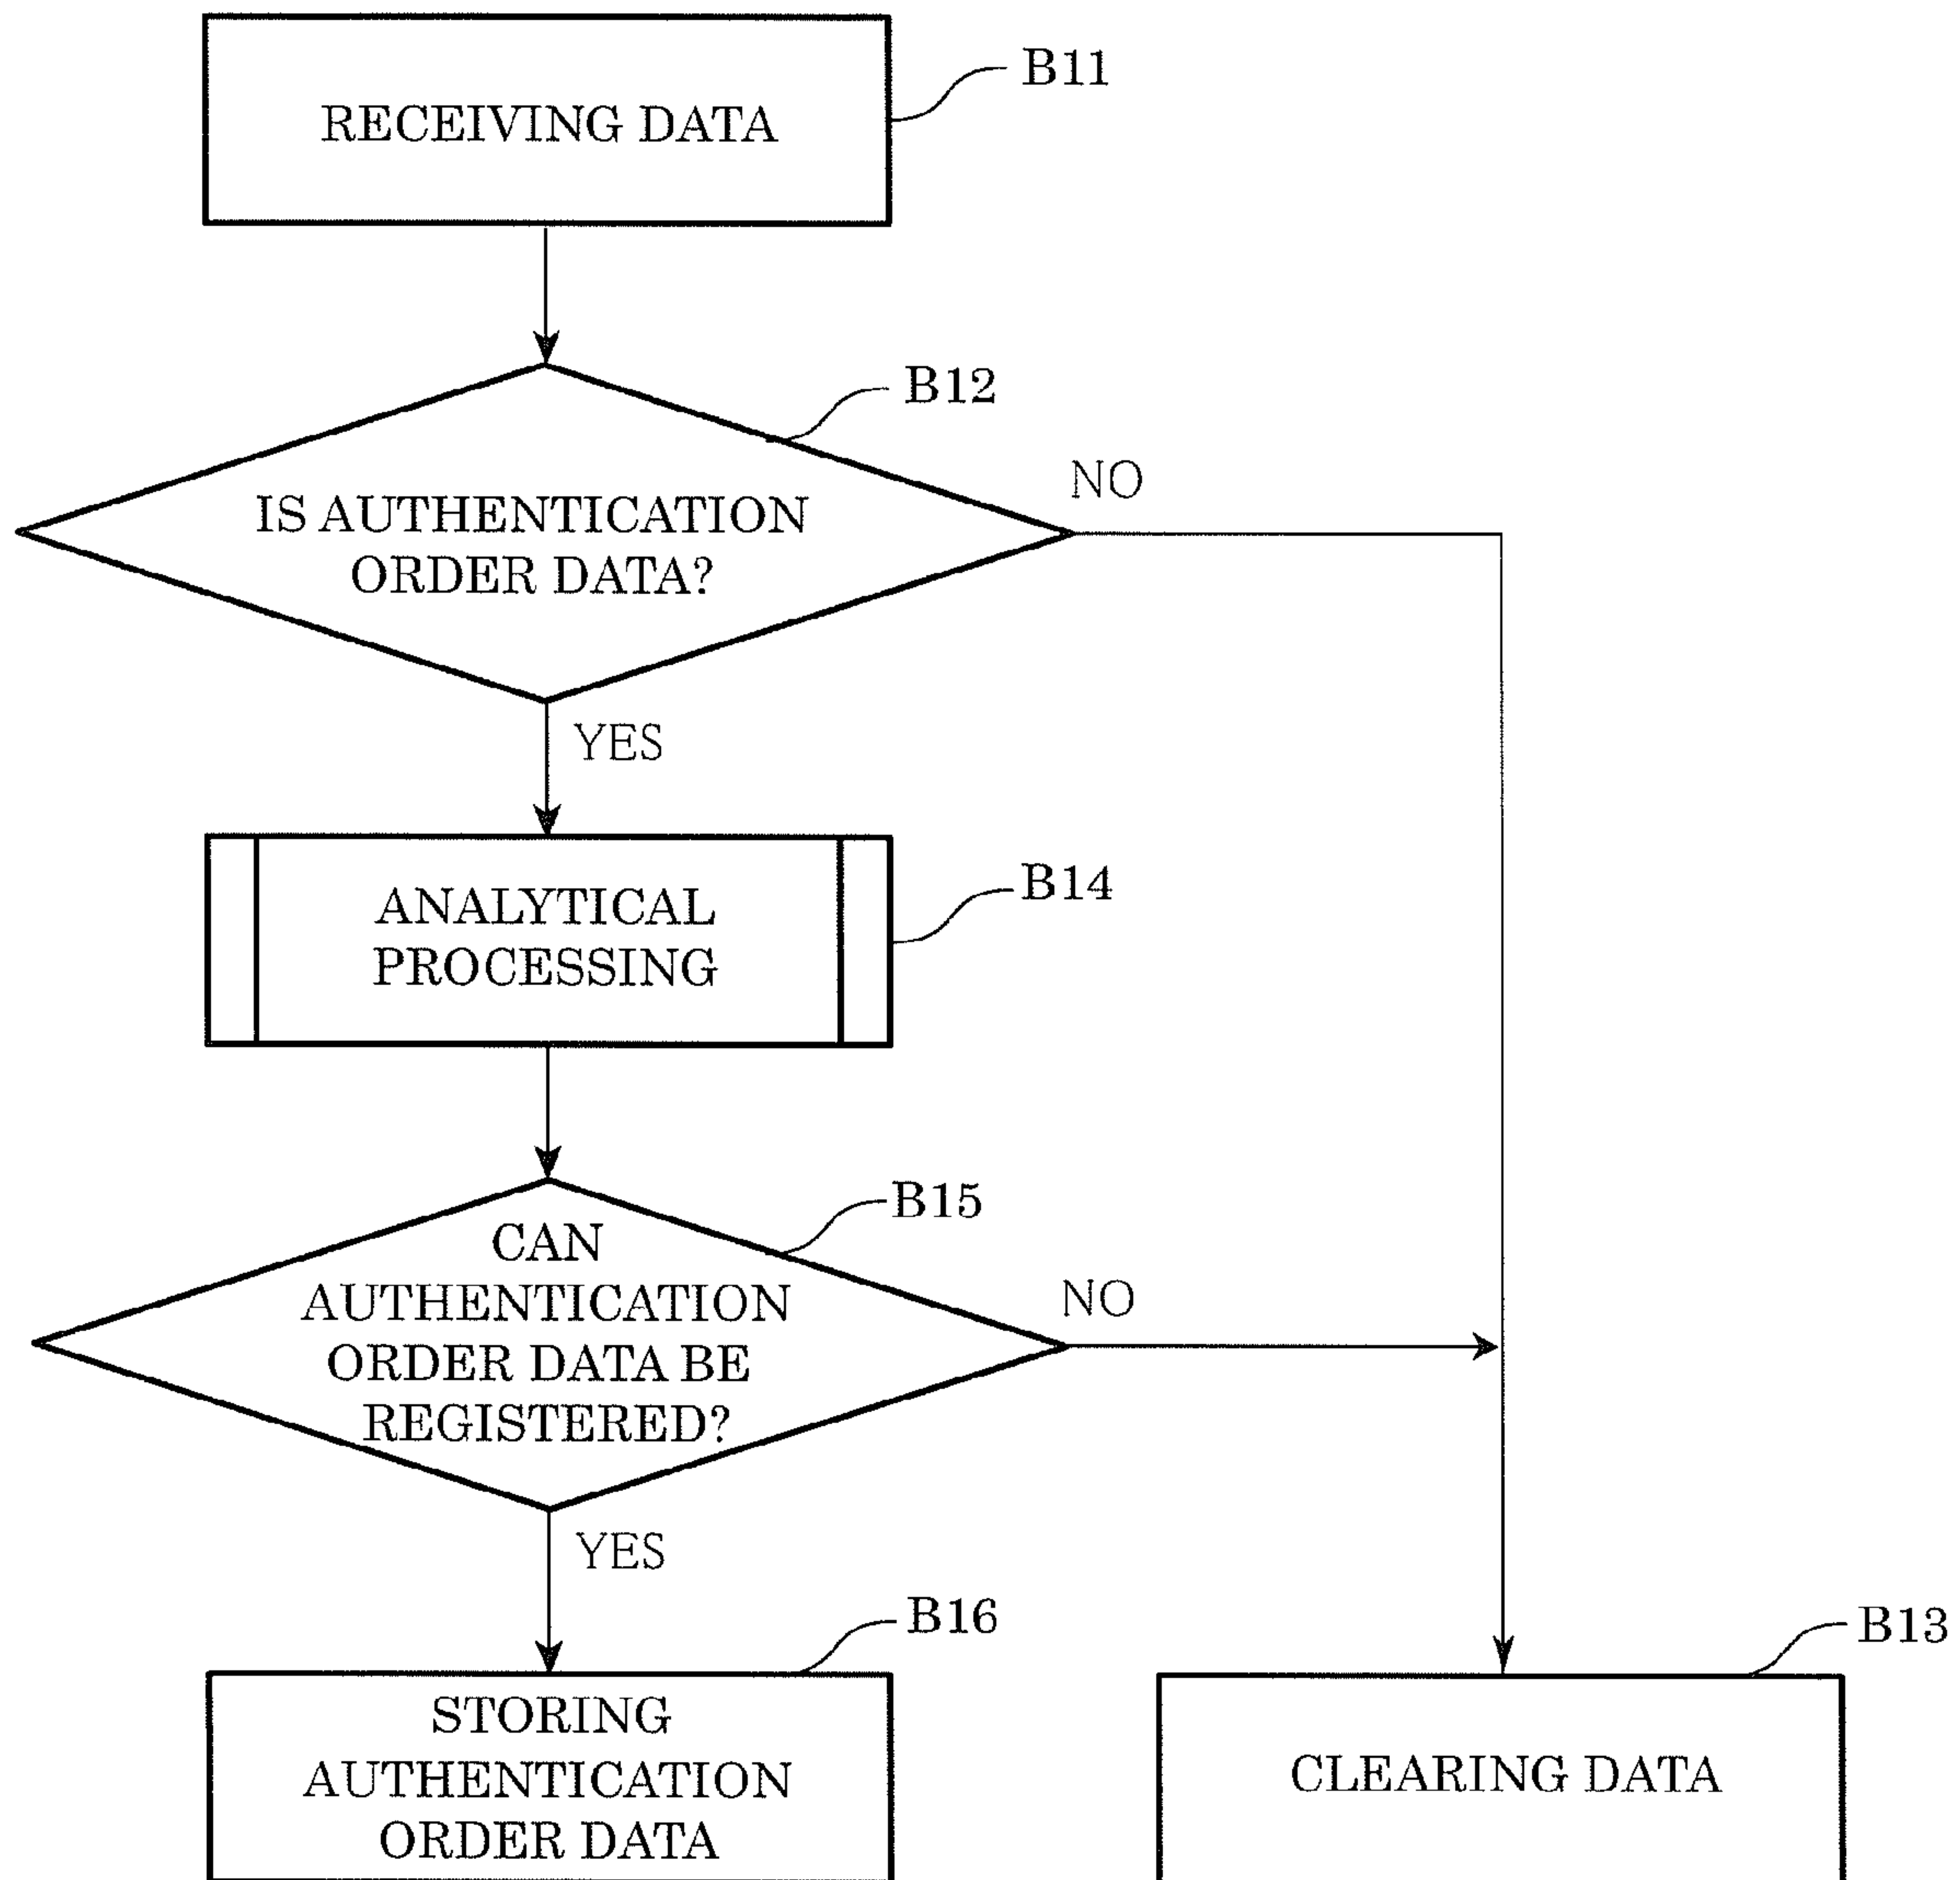 RECEIVING DATA
B11
B12
IS AUTHENTICATION
ORDER DATA?
NO
YES
ANALYTICAL
PROCESSING
B14
B15
CAN
AUTHENTICATION
ORDER DATA BE
REGISTERED?
NO
YES
B16
STORING
AUTHENTICATION
ORDER DATA
B13
CLEARING DATA